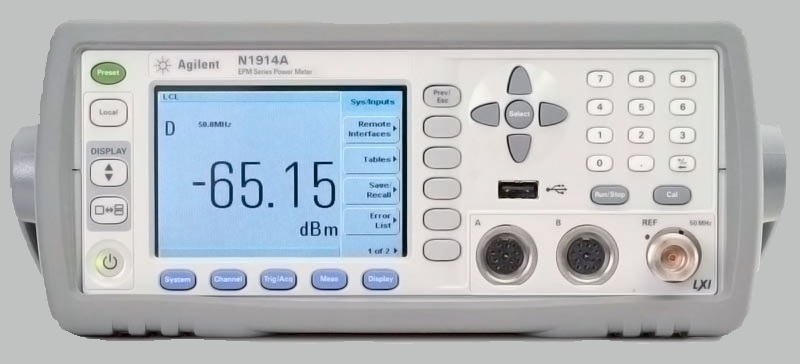 Preset
Agilent
N1914A
EPM Series Power Meter
Local
DISPLAY
LCL
Sys/Inputs
D
50.0MHz
-65.15
dBm
Remote
Interfaces
Tables
Save/
Recall
Error
List
1 of 2
Prev/
Esc
Select
7 8 9
4 5 6
1 2 3
0 .
Run/Stop
Cal
A
B
REF
50 MHz
LXI
System
Channel
Trig/Acq
Meas
Display